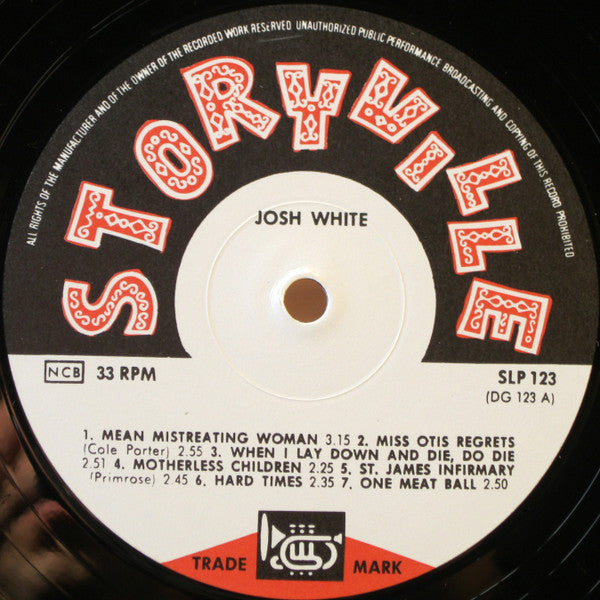 ALL RIGHTS OF THE MANUFACTURER AND OF THE OWNER OF THE RECORDED WORK RESERVED UNAUTHORIZED PUBLIC PERFORMANCE BROADCASTING AND COPYING OF THIS RECORD PROHIBITED
STORYVILLE
JOSH WHITE
NCB 33 RPM
SLP 123
(DG 123 A)
1. MEAN MISTREATING WOMAN 3.15 2. MISS OTIS REGRETS
(Cole Porter) 2.55 3. WHEN I LAY DOWN AND DIE, DO DIE
2.51 4. MOTHERLESS CHILDREN 2.25 5. ST. JAMES INFIRMARY
(Primrose) 2.45 6. HARD TIMES 2.35 7. ONE MEAT BALL 2.50
TRADE MARK